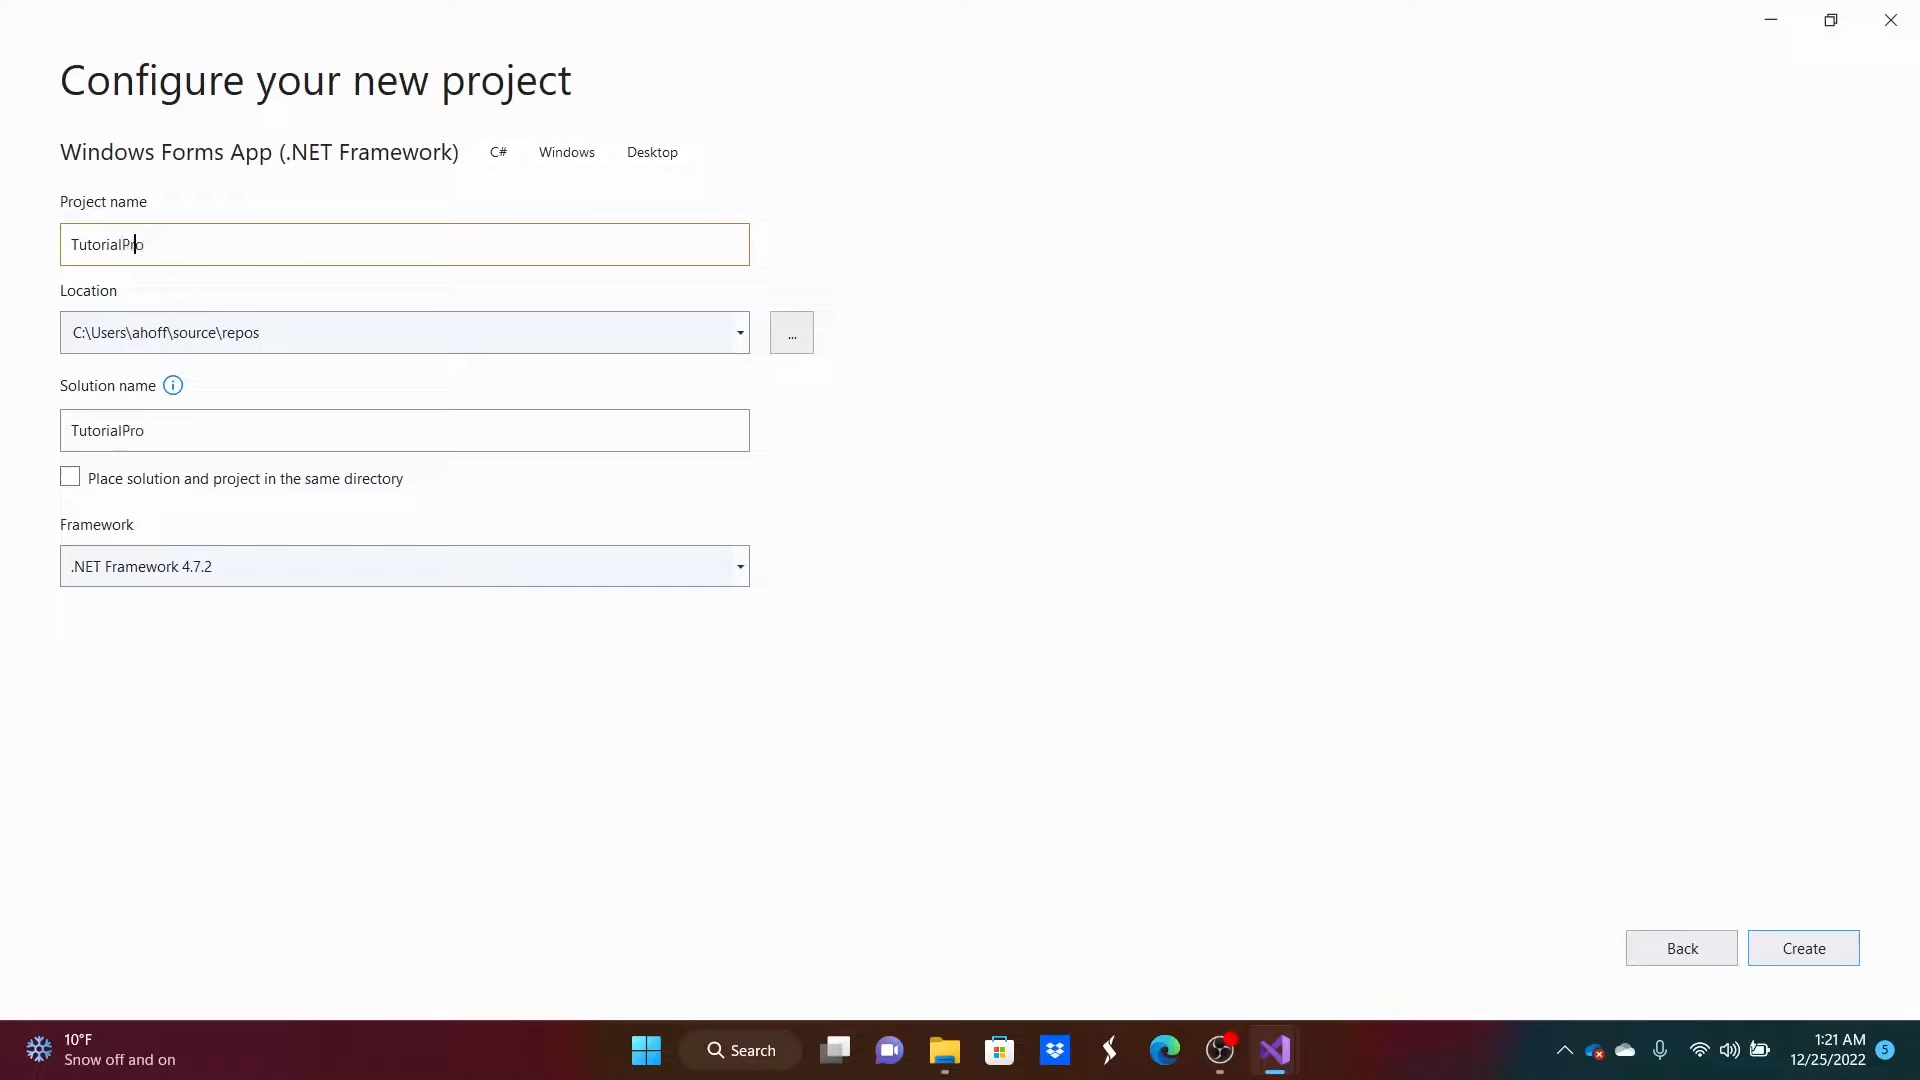 Configure your new project
Windows Forms App (.NET Framework) C# Windows Desktop
Project name
TutorialPro
Location
C:\Users\ahoff\source\repos
...
Solution name
TutorialPro
Place solution and project in the same directory
Framework
.NET Framework 4.7.2
Back Create
10°F
Snow off and on
Search
1:21 AM
12/25/2022
5